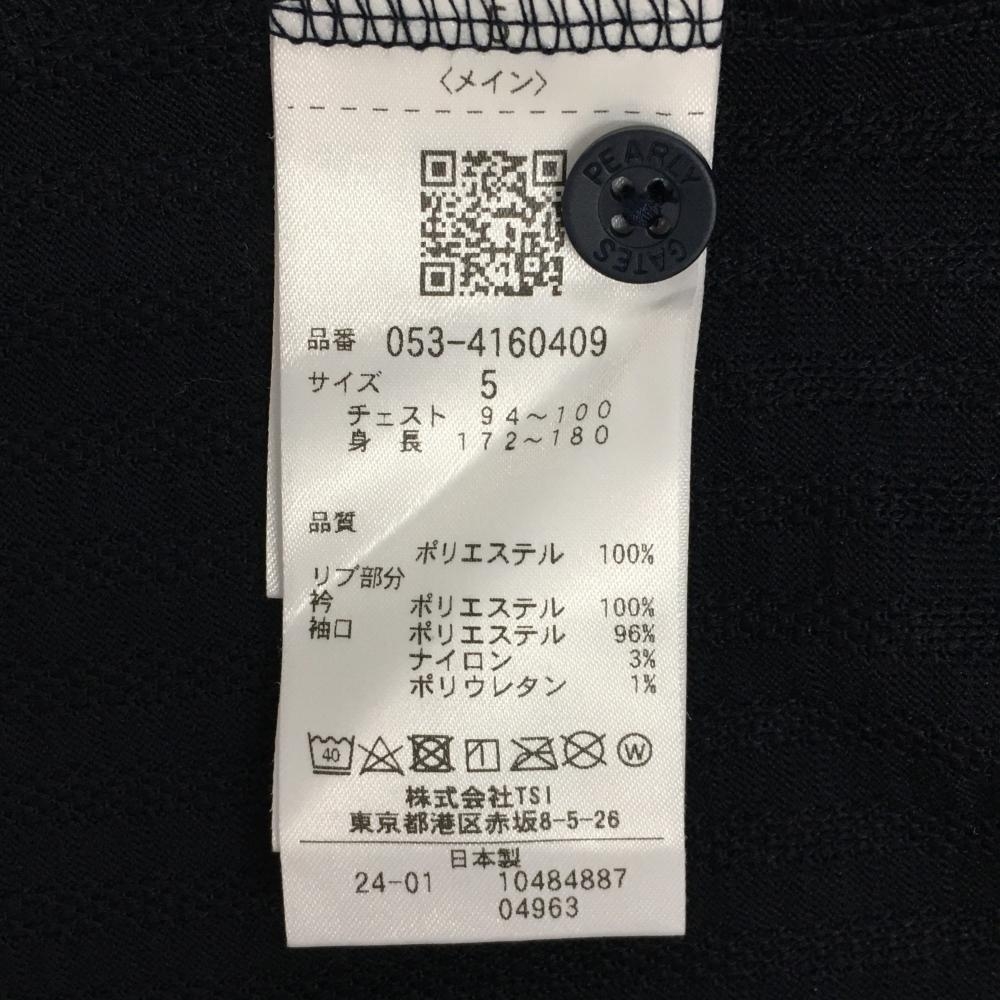 〈メイン〉
PEARLY
GATES
品番 053-4160409
サイズ 5
チェスト 94～100
身長 172～180
品質
ポリエステル 100%
リブ部分
衿 ポリエステル 100%
袖口 ポリエステル 96%
ナイロン 3%
ポリウレタン 1%
40 W
株式会社TSI
東京都港区赤坂8-5-26
日本製
24-01 10484887
04963